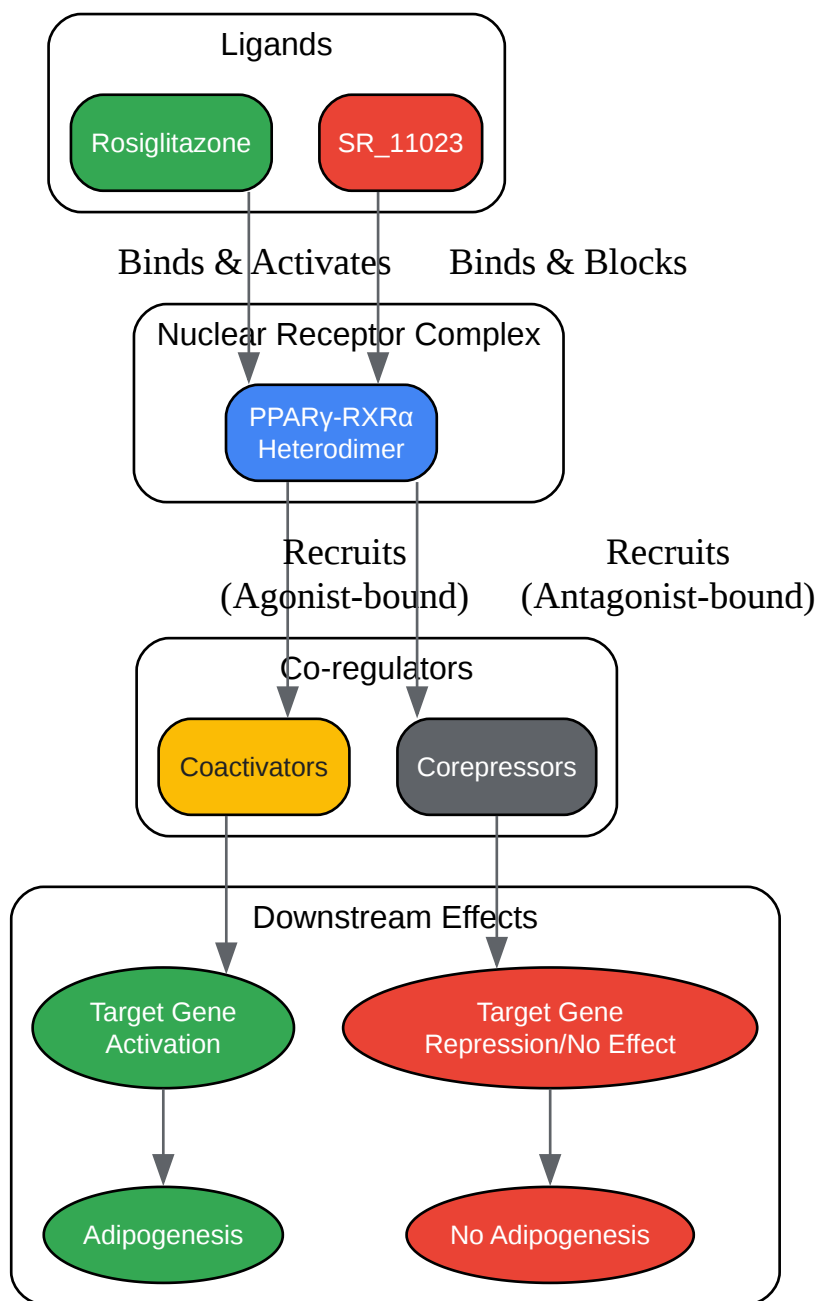 Ligands
Rosiglitazone
SR_11023
Binds & Activates
Binds & Blocks
Nuclear Receptor Complex
PPARγ-RXRα
Heterodimer
Recruits
(Agonist-bound)
Recruits
(Antagonist-bound)
Co-regulators
Coactivators
Corepressors
Downstream Effects
Target Gene
Activation
Target Gene
Repression/No Effect
Adipogenesis
No Adipogenesis